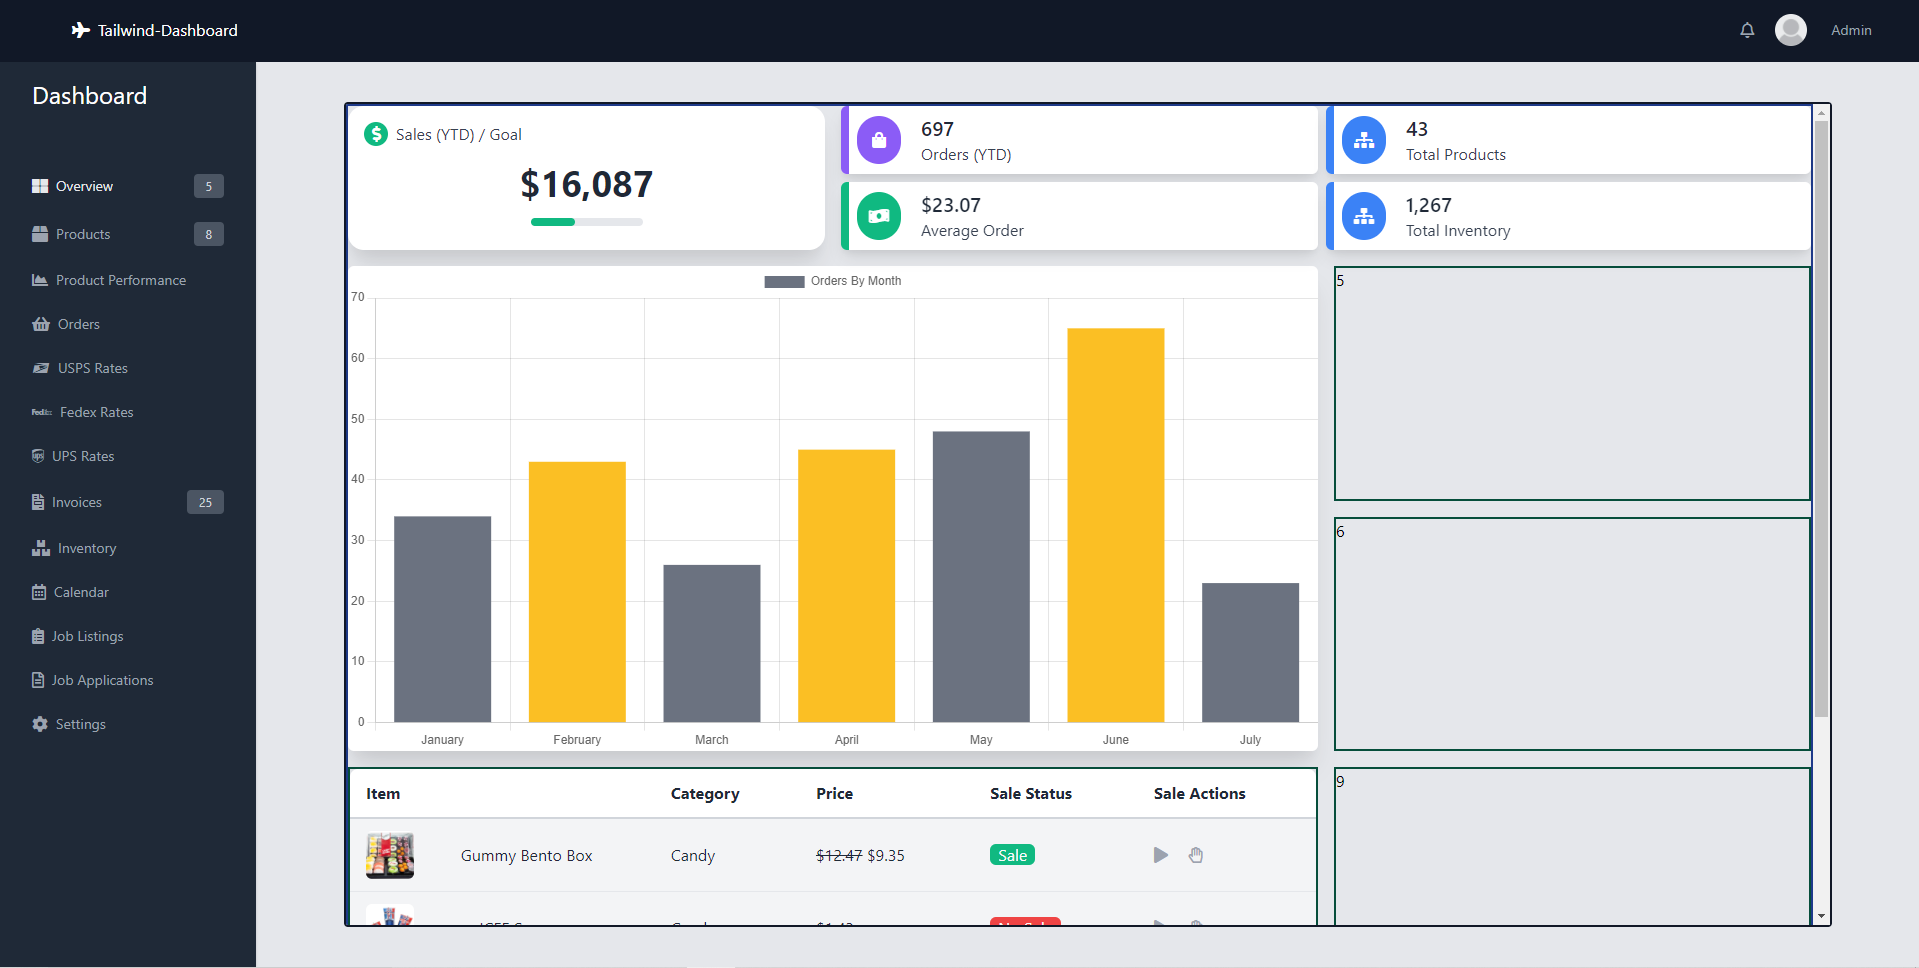 Tailwind-Dashboard
Admin
Dashboard
Overview 5
Products 8
Product Performance
Orders
USPS Rates
FedEx Fedex Rates
ups UPS Rates
Invoices 25
Inventory
Calendar
Job Listings
Job Applications
Settings
$ Sales (YTD) / Goal
$16,087
697
Orders (YTD)
$23.07
Average Order
43
Total Products
1,267
Total Inventory
Orders By Month
70
60
50
40
30
20
10
0
January February March April May June July
5
6
9
Item Category Price Sale Status Sale Actions
Gummy Bento Box Candy $12.47 $9.35 Sale